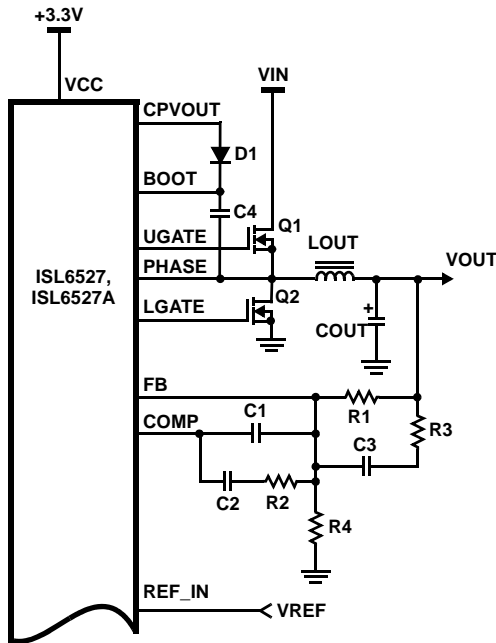 +3.3V
VCC
VIN
CPVOUT
D1
BOOT
C4
Q1
UGATE
LOUT
VOUT
PHASE
ISL6527,
ISL6527A
Q2
LGATE
+
COUT
FB
R1
COMP
C1
R3
C3
C2
R2
R4
REF_IN
VREF